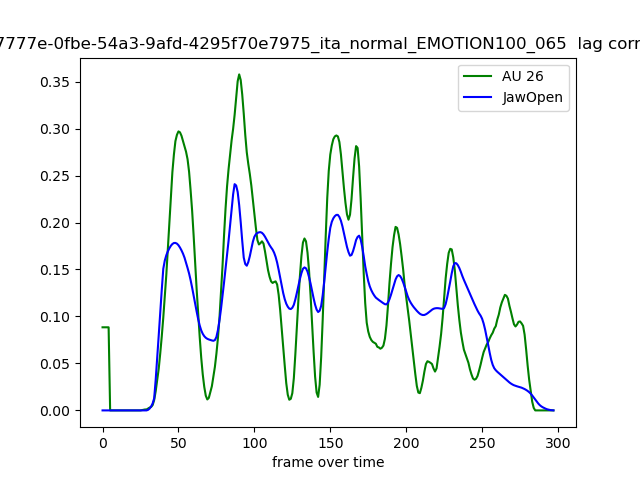 7777e-0fbe-54a3-9afd-4295f70e7975_ita_normal_EMOTION100_065 lag corr
AU 26
JawOpen
0.35
0.30
0.25
0.20
0.15
0.10
0.05
0.00
0 50 100 150 200 250 300
frame over time